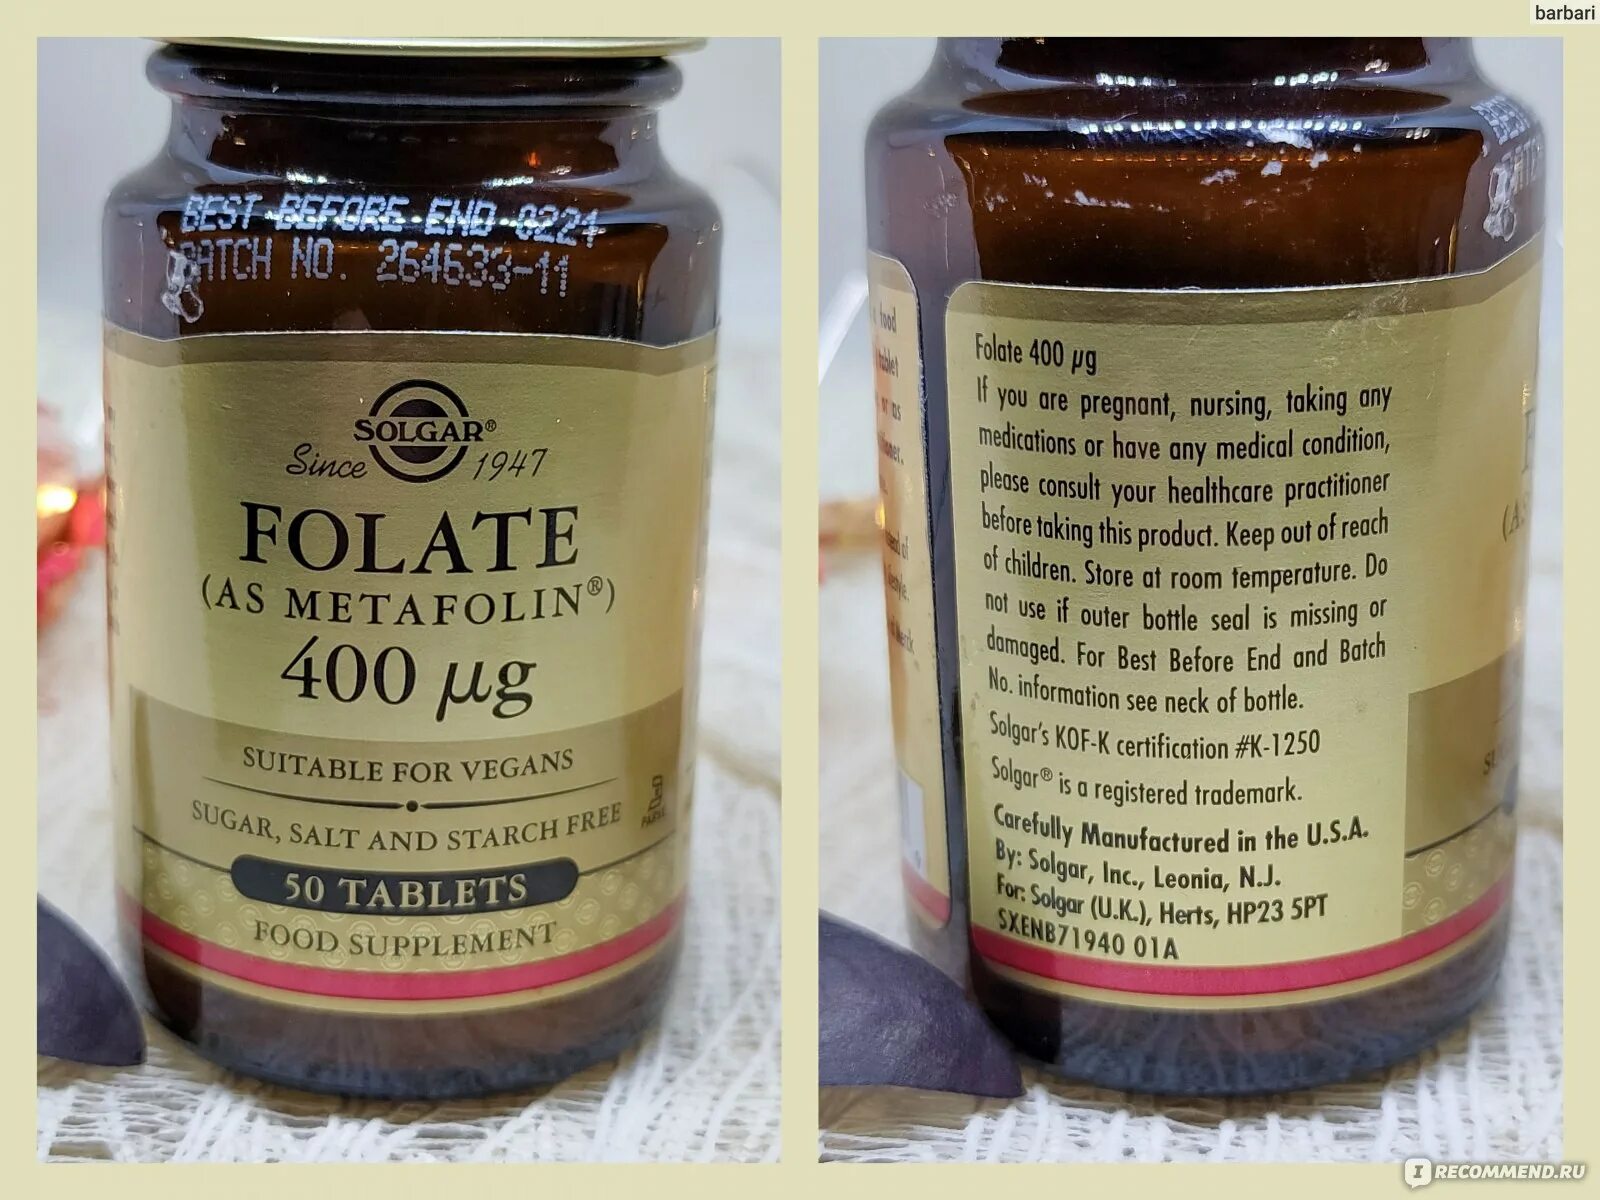 barbari
BEST BEFORE END 0224
BATCH NO. 264633-11
SOLGAR®
Since 1947
FOLATE
(AS METAFOLIN®)
400 µg
SUITABLE FOR VEGANS
SUGAR, SALT AND STARCH FREE
50 TABLETS
FOOD SUPPLEMENT
food
tablet
or as
Folate 400 µg
If you are pregnant, nursing, taking any
medications or have any medical condition,
please consult your healthcare practitioner
before taking this product. Keep out of reach
of children. Store at room temperature. Do
not use if outer bottle seal is missing or
damaged. For Best Before End and Batch
No. information see neck of bottle.
Solgar's KOF-K certification #K-1250
Solgar® is a registered trademark.
Carefully Manufactured in the U.S.A.
By: Solgar, Inc., Leonia, N.J.
For: Solgar (U.K.), Herts, HP23 5PT
SXENB71940 01A
IRECOMMEND.RU